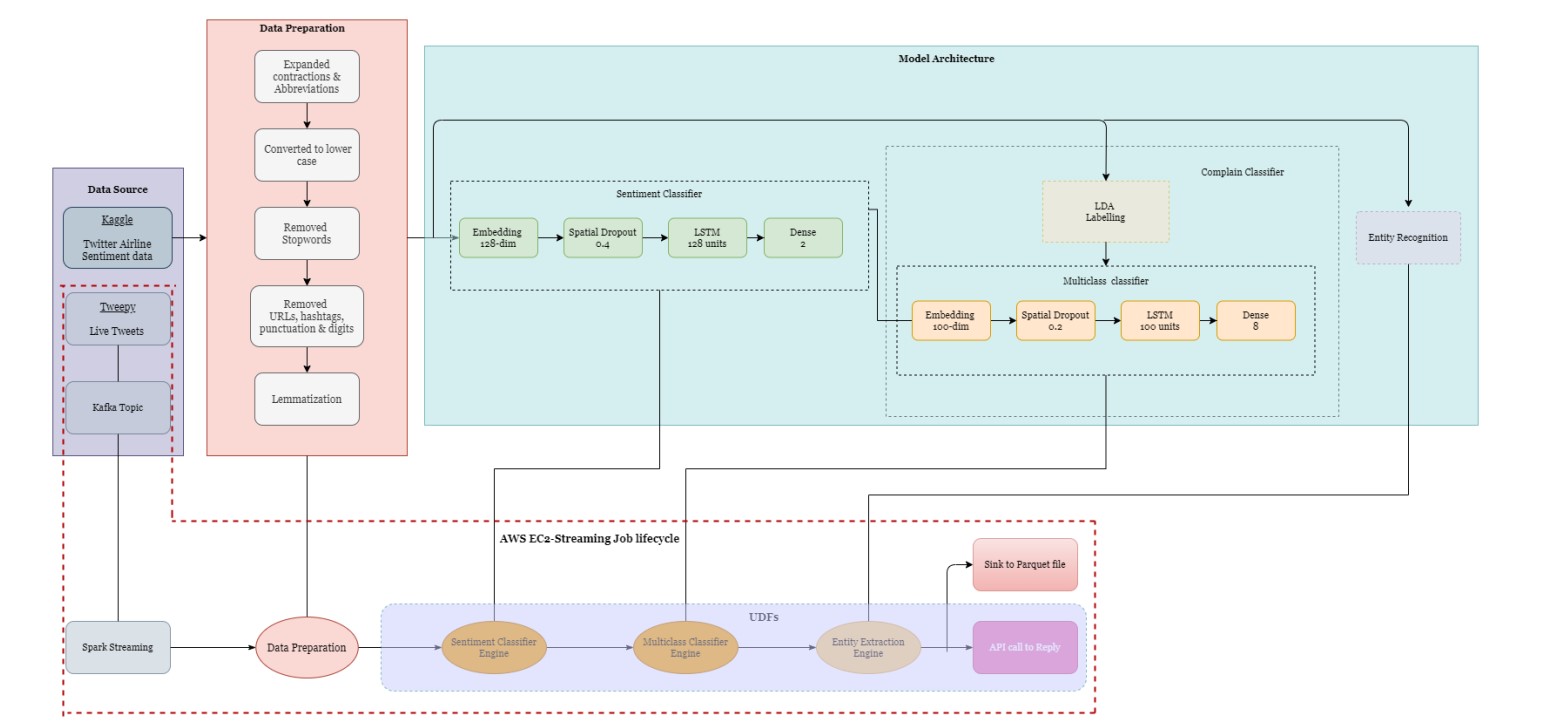 Data Preparation
Expanded
contractions &
Abbreviations
Converted to lower
case
Removed
Stopwords
Removed
URLs, hashtags,
punctuation & digits
Lemmatization
Data Source
Kaggle
Twitter Airline
Sentiment data
Tweepy
Live Tweets
Kafka Topic
Model Architecture
Sentiment Classifier
Embedding
128-dim
Spatial Dropout
0.4
LSTM
128 units
Dense
2
Complain Classifier
LDA
Labelling
Multiclass classifier
Embedding
100-dim
Spatial Dropout
0.2
LSTM
100 units
Dense
8
Entity Recognition
AWS EC2-Streaming Job lifecycle
Sink to Parquet file
UDFs
Spark Streaming
Data Preparation
Sentiment Classifier
Engine
Multiclass Classifier
Engine
Entity Extraction
Engine
API call to Reply